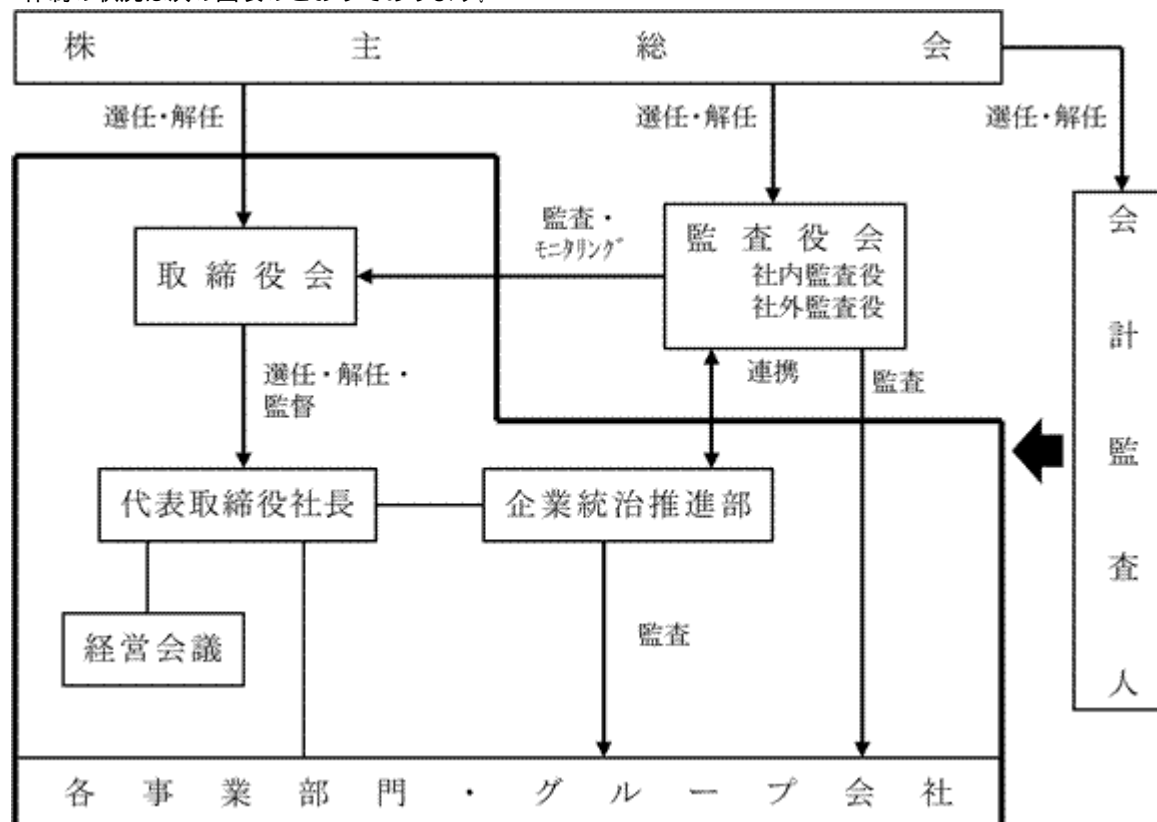 株主総会
選任・解任
選任・解任
選任・解任
監査・
モニタリング
取締役会
監査役会
社内監査役
社外監査役
会計監査人
選任・解任・
監督
連携
監査
代表取締役社長
企業統治推進部
経営会議
監査
各事業部門・グループ会社